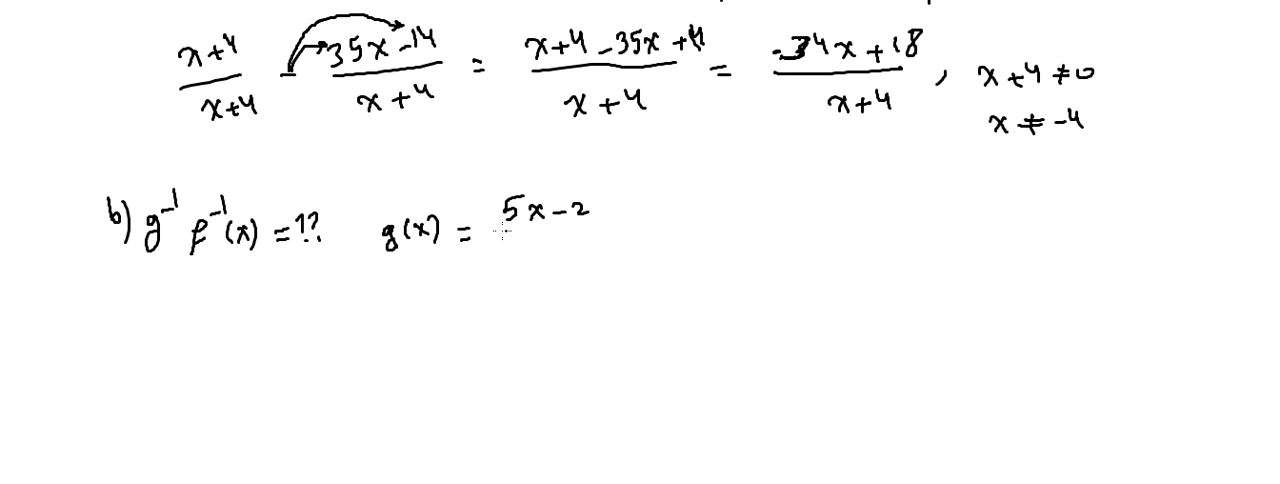 x+4/x+4 - 35x-14/x+4 = x+4-35x+14/x+4 = -34x+18/x+4 , x+4≠0
x≠-4
b) g⁻¹ f⁻¹(x) = ?? g(x) = 5x-2